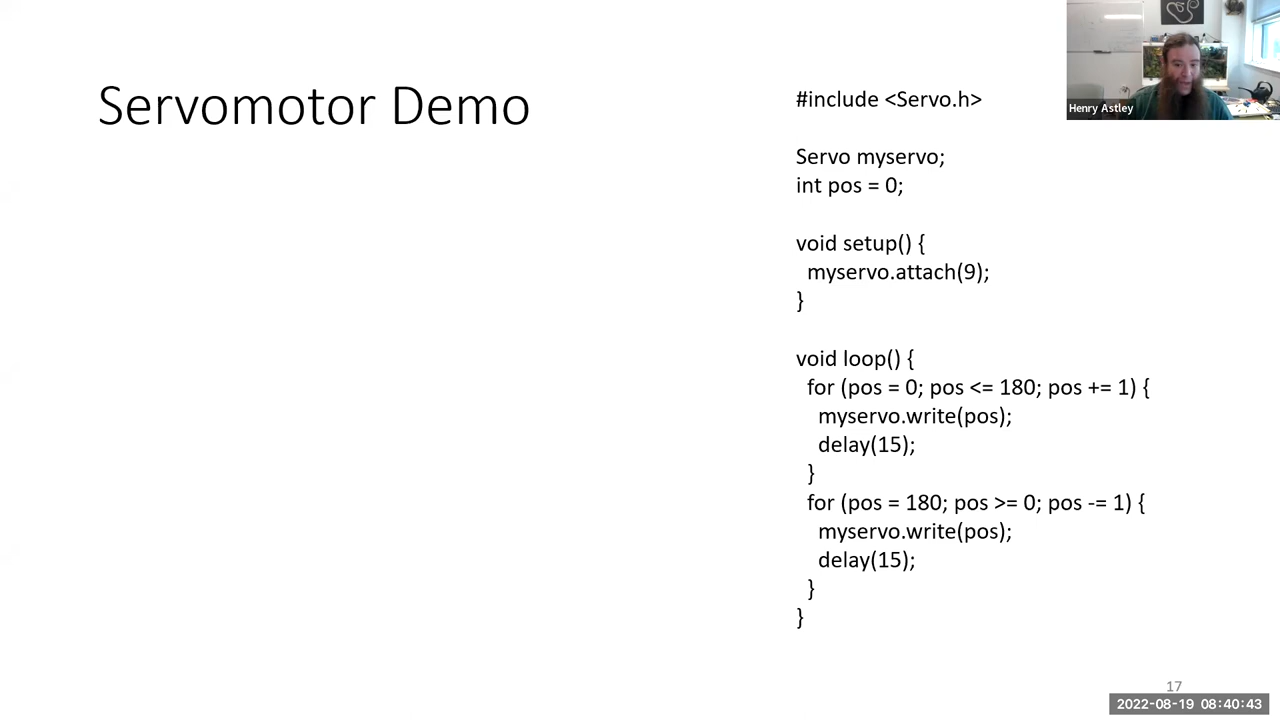 Servomotor Demo
#include <Servo.h>
Servo myservo;
int pos = 0;
void setup() {
myservo.attach(9);
}
void loop() {
for (pos = 0; pos <= 180; pos += 1) {
myservo.write(pos);
delay(15);
}
for (pos = 180; pos >= 0; pos -= 1) {
myservo.write(pos);
delay(15);
}
}
Henry Astley
17
2022-08-19 08:40:43